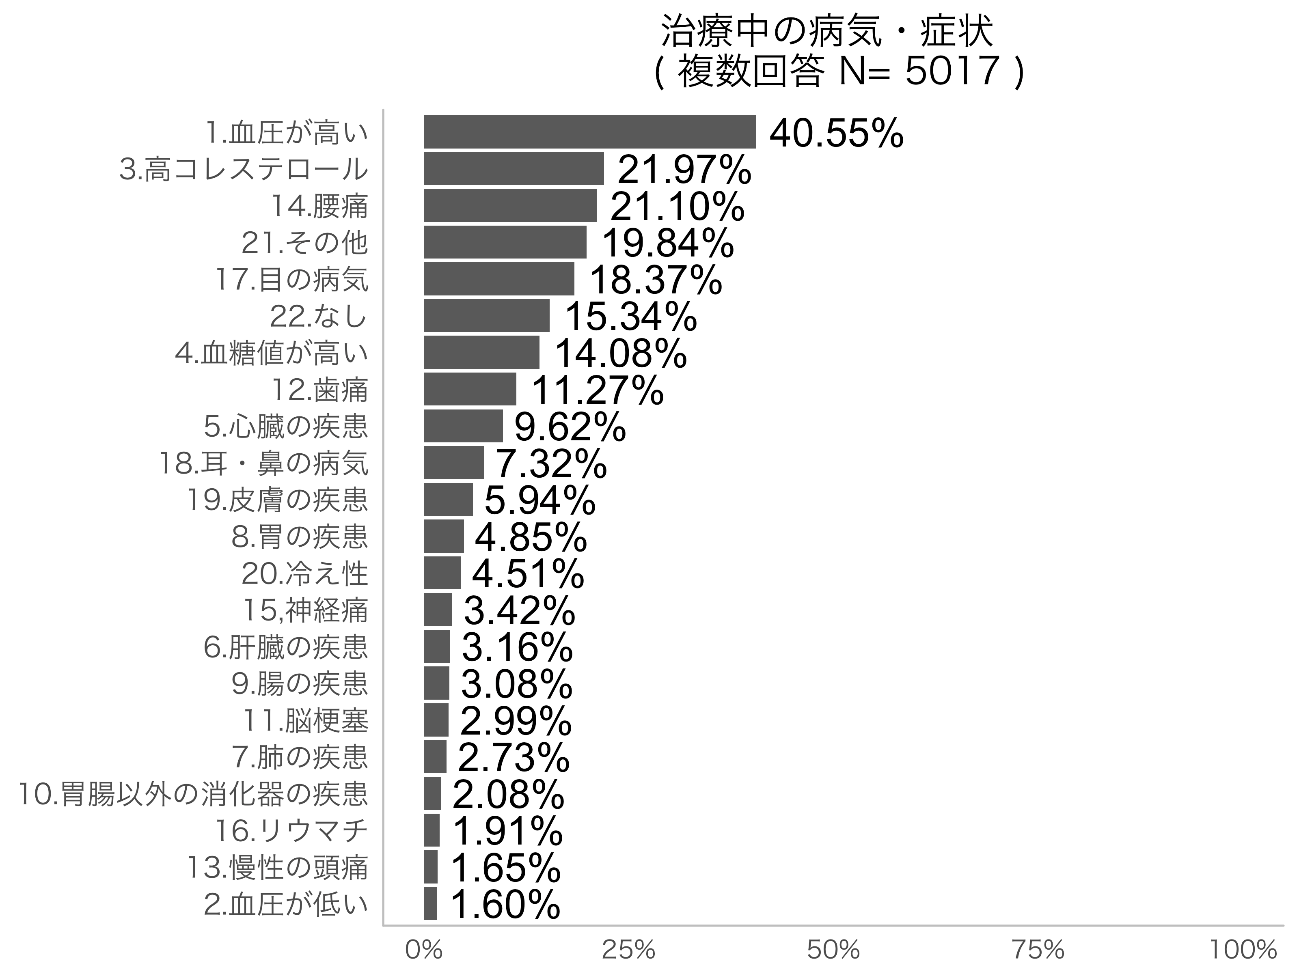 治療中の病気・症状
( 複数回答 N= 5017 )
1.血圧が高い 40.55%
3.高コレステロール 21.97%
14.腰痛 21.10%
21.その他 19.84%
17.目の病気 18.37%
22.なし 15.34%
4.血糖値が高い 14.08%
12.歯痛 11.27%
5.心臓の疾患 9.62%
18.耳・鼻の病気 7.32%
19.皮膚の疾患 5.94%
8.胃の疾患 4.85%
20.冷え性 4.51%
15,神経痛 3.42%
6.肝臓の疾患 3.16%
9.腸の疾患 3.08%
11.脳梗塞 2.99%
7.肺の疾患 2.73%
10.胃腸以外の消化器の疾患 2.08%
16.リウマチ 1.91%
13.慢性の頭痛 1.65%
2.血圧が低い 1.60%
0% 25% 50% 75% 100%